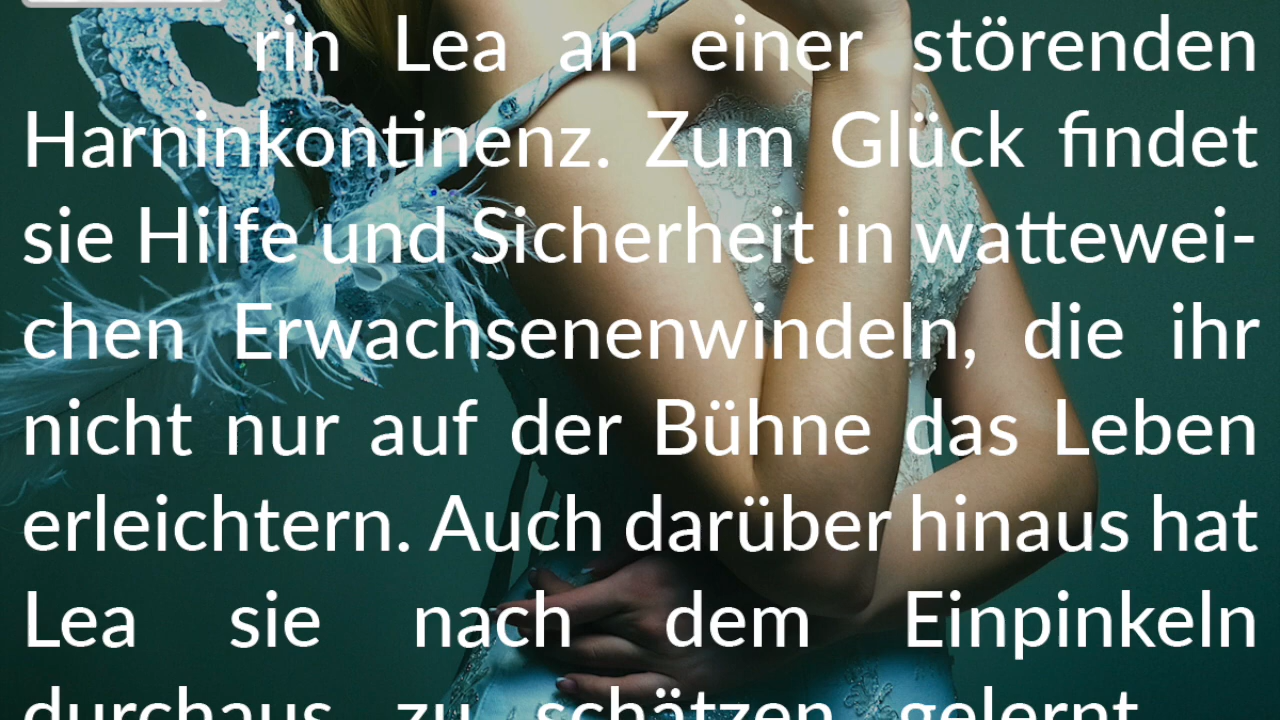 rin Lea an einer störenden
Harninkontinenz. Zum Glück findet
sie Hilfe und Sicherheit in wattewei-
chen Erwachsenenwindeln, die ihr
nicht nur auf der Bühne das Leben
erleichtern. Auch darüber hinaus hat
Lea sie nach dem Einpinkeln
durchaus zu schätzen gelernt